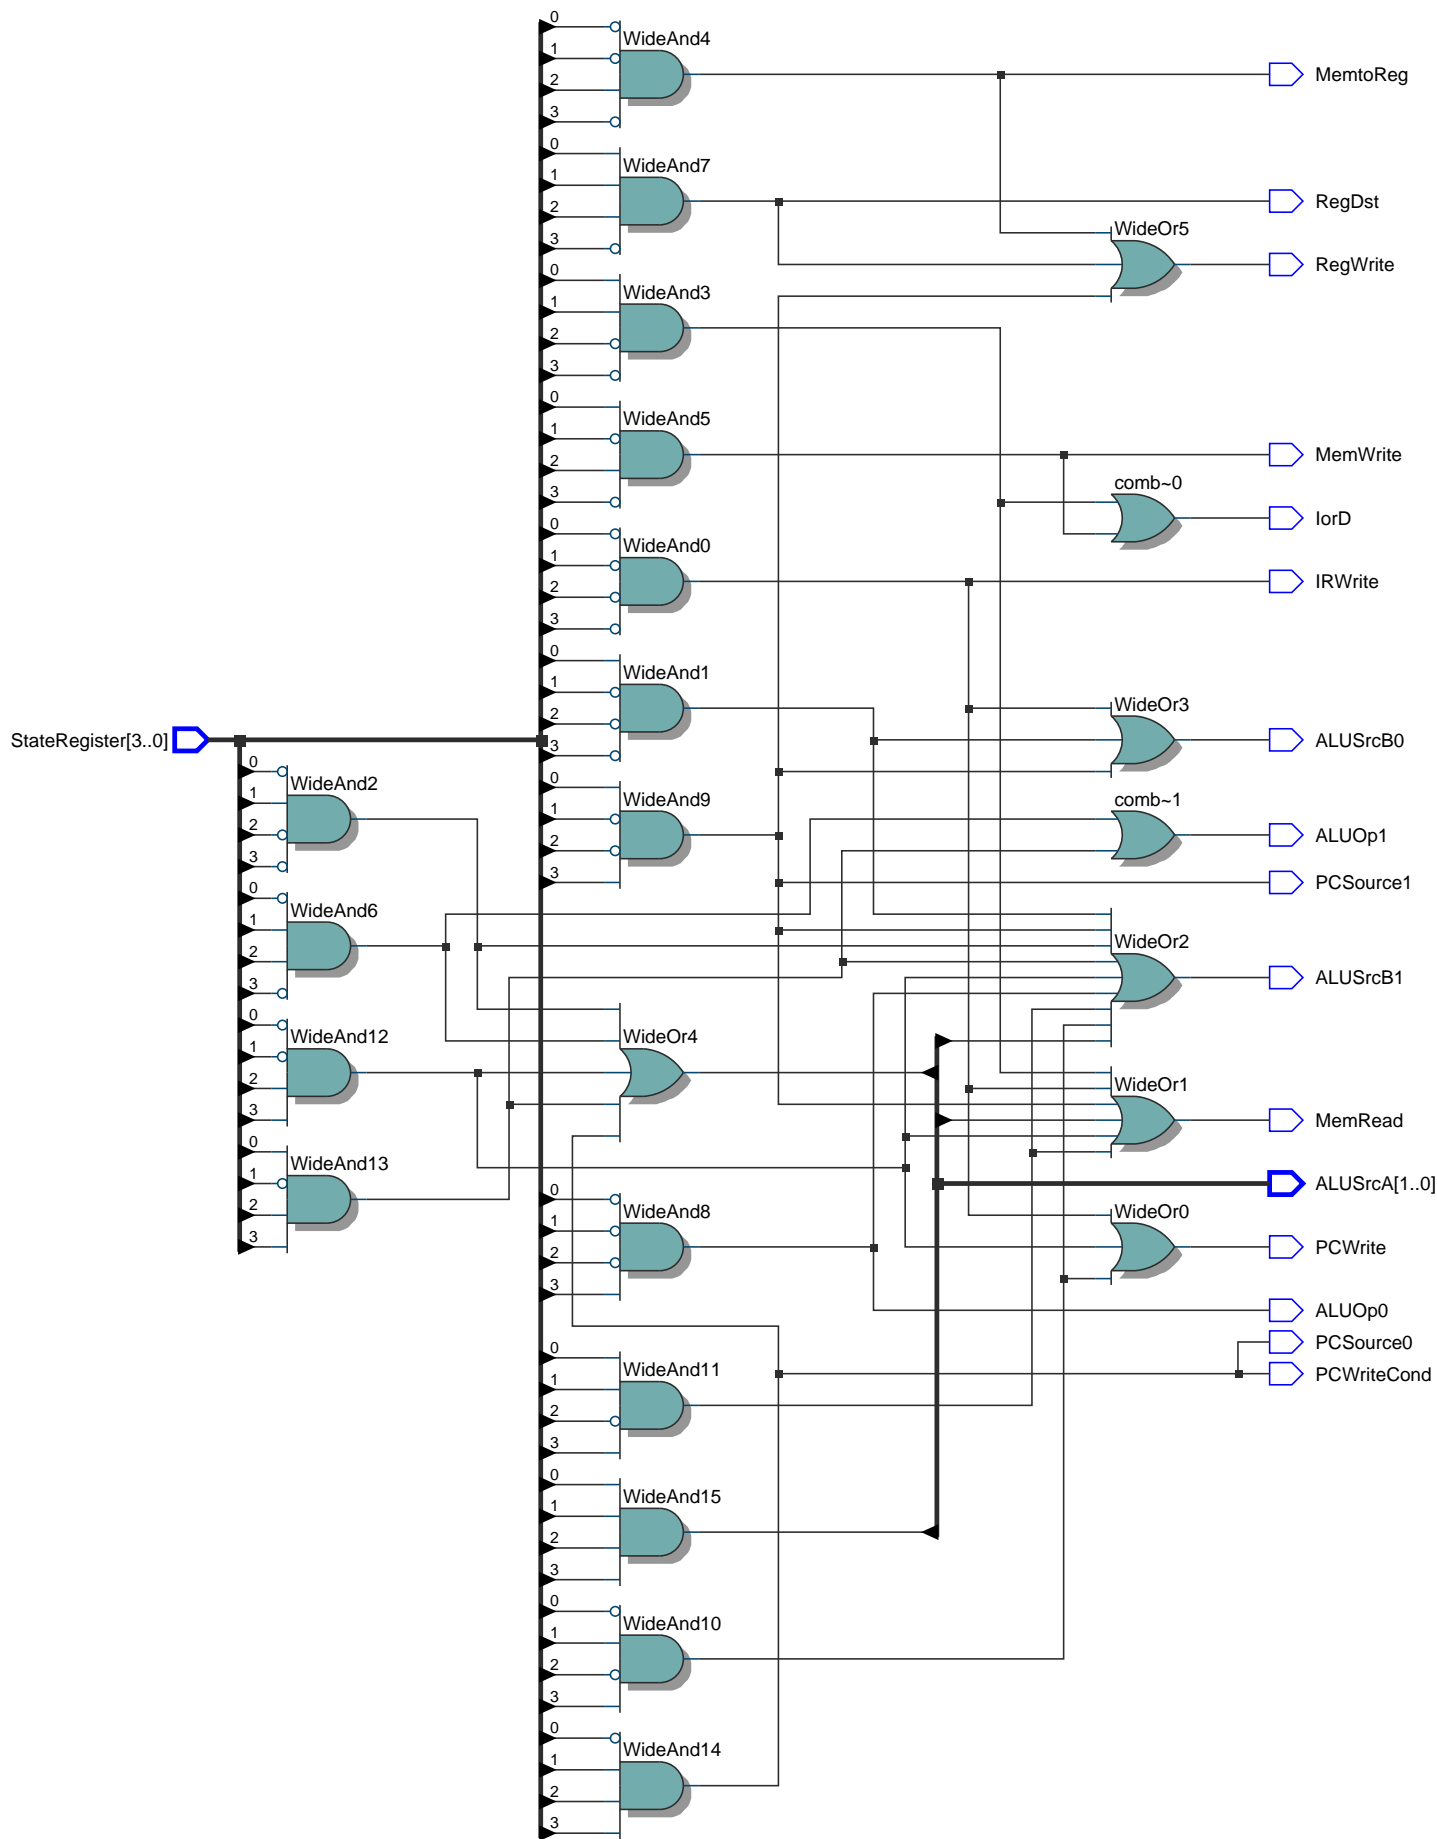 0
WideAnd4
1
2
3
MemtoReg
0
WideAnd7
1
2
3
RegDst
WideOr5
RegWrite
0
WideAnd3
1
2
3
0
WideAnd5
1
2
3
MemWrite
comb~0
IorD
0
WideAnd0
1
2
3
IRWrite
0
WideAnd1
1
2
3
WideOr3
ALUSrcB0
StateRegister[3..0]
0
WideAnd2
1
2
3
0
WideAnd9
1
2
3
comb~1
ALUOp1
PCSource1
0
WideAnd6
1
2
3
WideOr2
ALUSrcB1
0
WideAnd12
1
2
3
WideOr4
WideOr1
MemRead
0
WideAnd13
1
2
3
ALUSrcA[1..0]
0
WideAnd8
1
2
3
WideOr0
PCWrite
ALUOp0
PCSource0
PCWriteCond
0
WideAnd11
1
2
3
0
WideAnd15
1
2
3
0
WideAnd10
1
2
3
0
WideAnd14
1
2
3